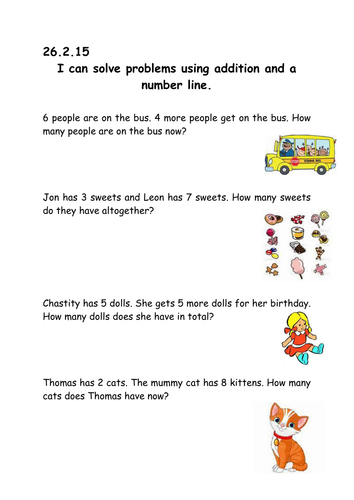 26.2.15
I can solve problems using addition and a
number line.
6 people are on the bus. 4 more people get on the bus. How
many people are on the bus now?
Jon has 3 sweets and Leon has 7 sweets. How many sweets
do they have altogether?
Chastity has 5 dolls. She gets 5 more dolls for her birthday.
How many dolls does she have in total?
Thomas has 2 cats. The mummy cat has 8 kittens. How many
cats does Thomas have now?